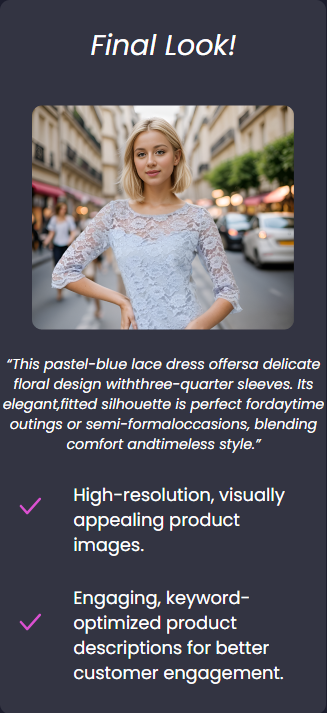 Final Look!
“This pastel-blue lace dress offersa delicate
floral design withthree-quarter sleeves. Its
elegant,fitted silhouette is perfect fordaytime
outings or semi-formaloccasions, blending
comfort andtimeless style.”
High-resolution, visually
appealing product
images.
Engaging, keyword-
optimized product
descriptions for better
customer engagement.